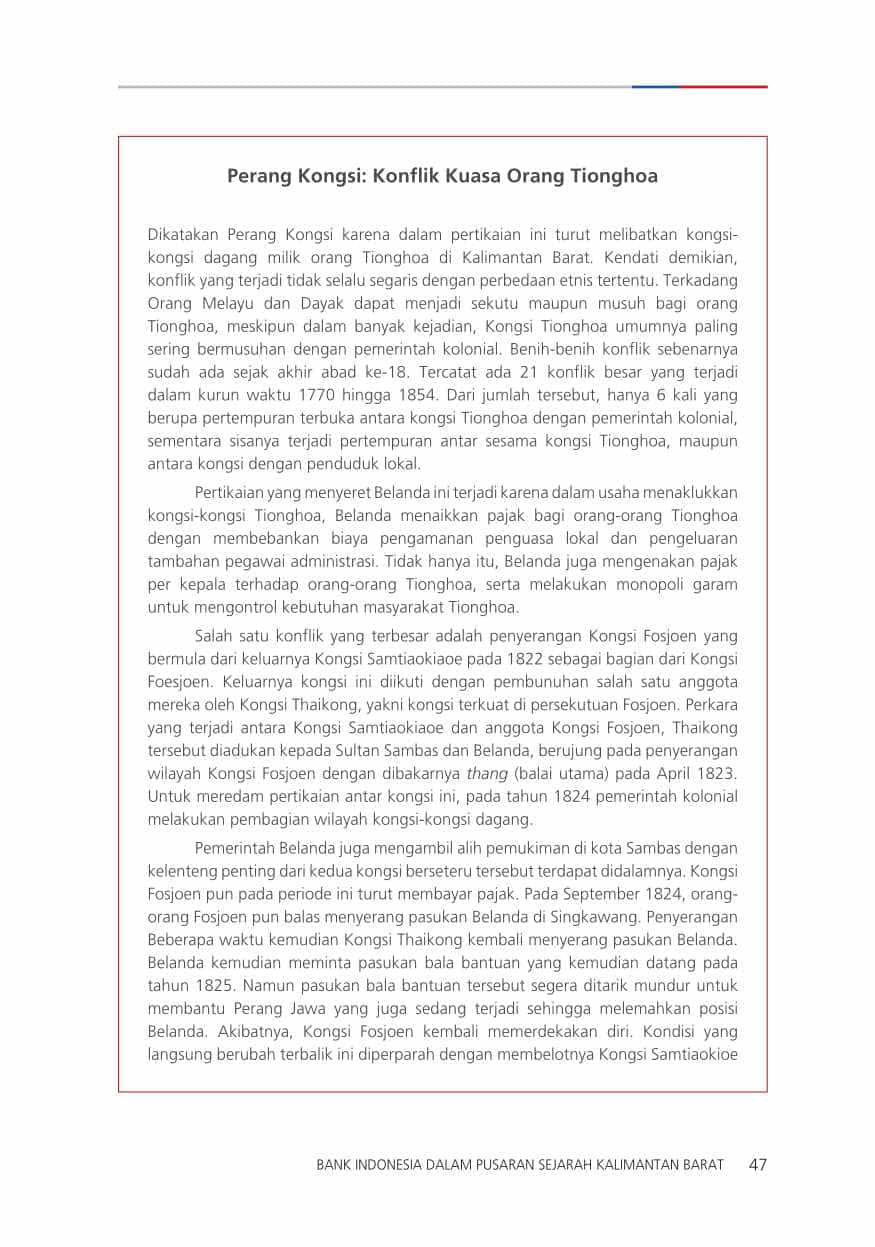 Perang Kongsi: Konflik Kuasa Orang Tionghoa
Dikatakan Perang Kongsi karena dalam pertikaian ini turut melibatkan kongsi-
kongsi dagang milik orang Tionghoa di Kalimantan Barat. Kendati demikian,
konflik yang terjadi tidak selalu segaris dengan perbedaan etnis tertentu. Terkadang
Orang Melayu dan Dayak dapat menjadi sekutu maupun musuh bagi orang
Tionghoa, meskipun dalam banyak kejadian, Kongsi Tionghoa umumnya paling
sering bermusuhan dengan pemerintah kolonial. Benih-benih konflik sebenarnya
sudah ada sejak akhir abad ke-18. Tercatat ada 21 konflik besar yang terjadi
dalam kurun waktu 1770 hingga 1854. Dari jumlah tersebut, hanya 6 kali yang
berupa pertempuran terbuka antara kongsi Tionghoa dengan pemerintah kolonial,
sementara sisanya terjadi pertempuran antar sesama kongsi Tionghoa, maupun
antara kongsi dengan penduduk lokal.
Pertikaian yang menyeret Belanda ini terjadi karena dalam usaha menaklukkan
kongsi-kongsi Tionghoa, Belanda menaikkan pajak bagi orang-orang Tionghoa
dengan membebankan biaya pengamanan penguasa lokal dan pengeluaran
tambahan pegawai administrasi. Tidak hanya itu, Belanda juga mengenakan pajak
per kepala terhadap orang-orang Tionghoa, serta melakukan monopoli garam
untuk mengontrol kebutuhan masyarakat Tionghoa.
Salah satu konflik yang terbesar adalah penyerangan Kongsi Fosjoen yang
bermula dari keluarnya Kongsi Samtiaokiaoe pada 1822 sebagai bagian dari Kongsi
Foesjoen. Keluarnya kongsi ini diikuti dengan pembunuhan salah satu anggota
mereka oleh Kongsi Thaikong, yakni kongsi terkuat di persekutuan Fosjoen. Perkara
yang terjadi antara Kongsi Samtiaokiaoe dan anggota Kongsi Fosjoen, Thaikong
tersebut diadukan kepada Sultan Sambas dan Belanda, berujung pada penyerangan
wilayah Kongsi Fosjoen dengan dibakarnya thang (balai utama) pada April 1823.
Untuk meredam pertikaian antar kongsi ini, pada tahun 1824 pemerintah kolonial
melakukan pembagian wilayah kongsi-kongsi dagang.
Pemerintah Belanda juga mengambil alih pemukiman di kota Sambas dengan
kelenteng penting dari kedua kongsi berseteru tersebut terdapat didalamnya. Kongsi
Fosjoen pun pada periode ini turut membayar pajak. Pada September 1824, orang-
orang Fosjoen pun balas menyerang pasukan Belanda di Singkawang. Penyerangan
Beberapa waktu kemudian Kongsi Thaikong kembali menyerang pasukan Belanda.
Belanda kemudian meminta pasukan bala bantuan yang kemudian datang pada
tahun 1825. Namun pasukan bala bantuan tersebut segera ditarik mundur untuk
membantu Perang Jawa yang juga sedang terjadi sehingga melemahkan posisi
Belanda. Akibatnya, Kongsi Fosjoen kembali memerdekakan diri. Kondisi yang
langsung berubah terbalik ini diperparah dengan membelotnya Kongsi Samtiaokioe
BANK INDONESIA DALAM PUSARAN SEJARAH KALIMANTAN BARAT 47